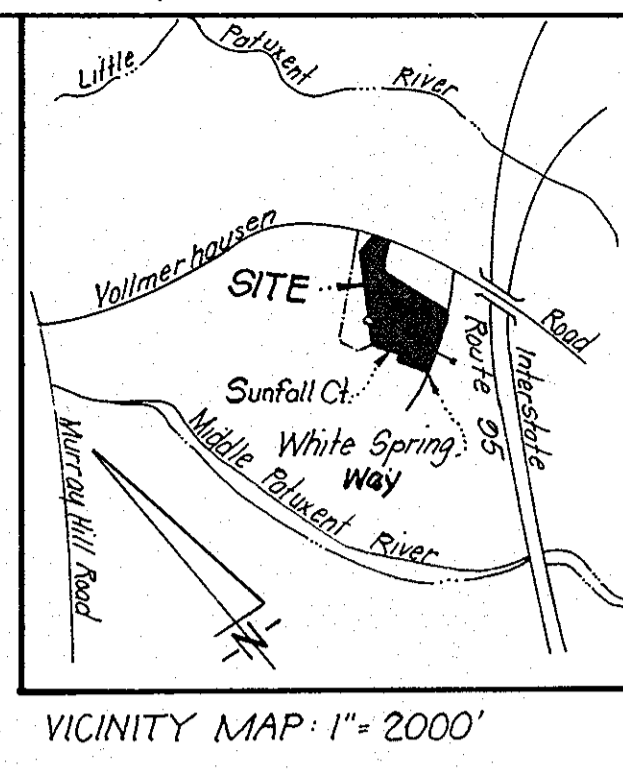 Little Patuxent River
Vollmerhausen Road
SITE
Sunfall Ct.
White Spring
Way
Interstate
Route 95
Middle Patuxent River
Murray Hill Road
N
VICINITY MAP: 1"= 2000'